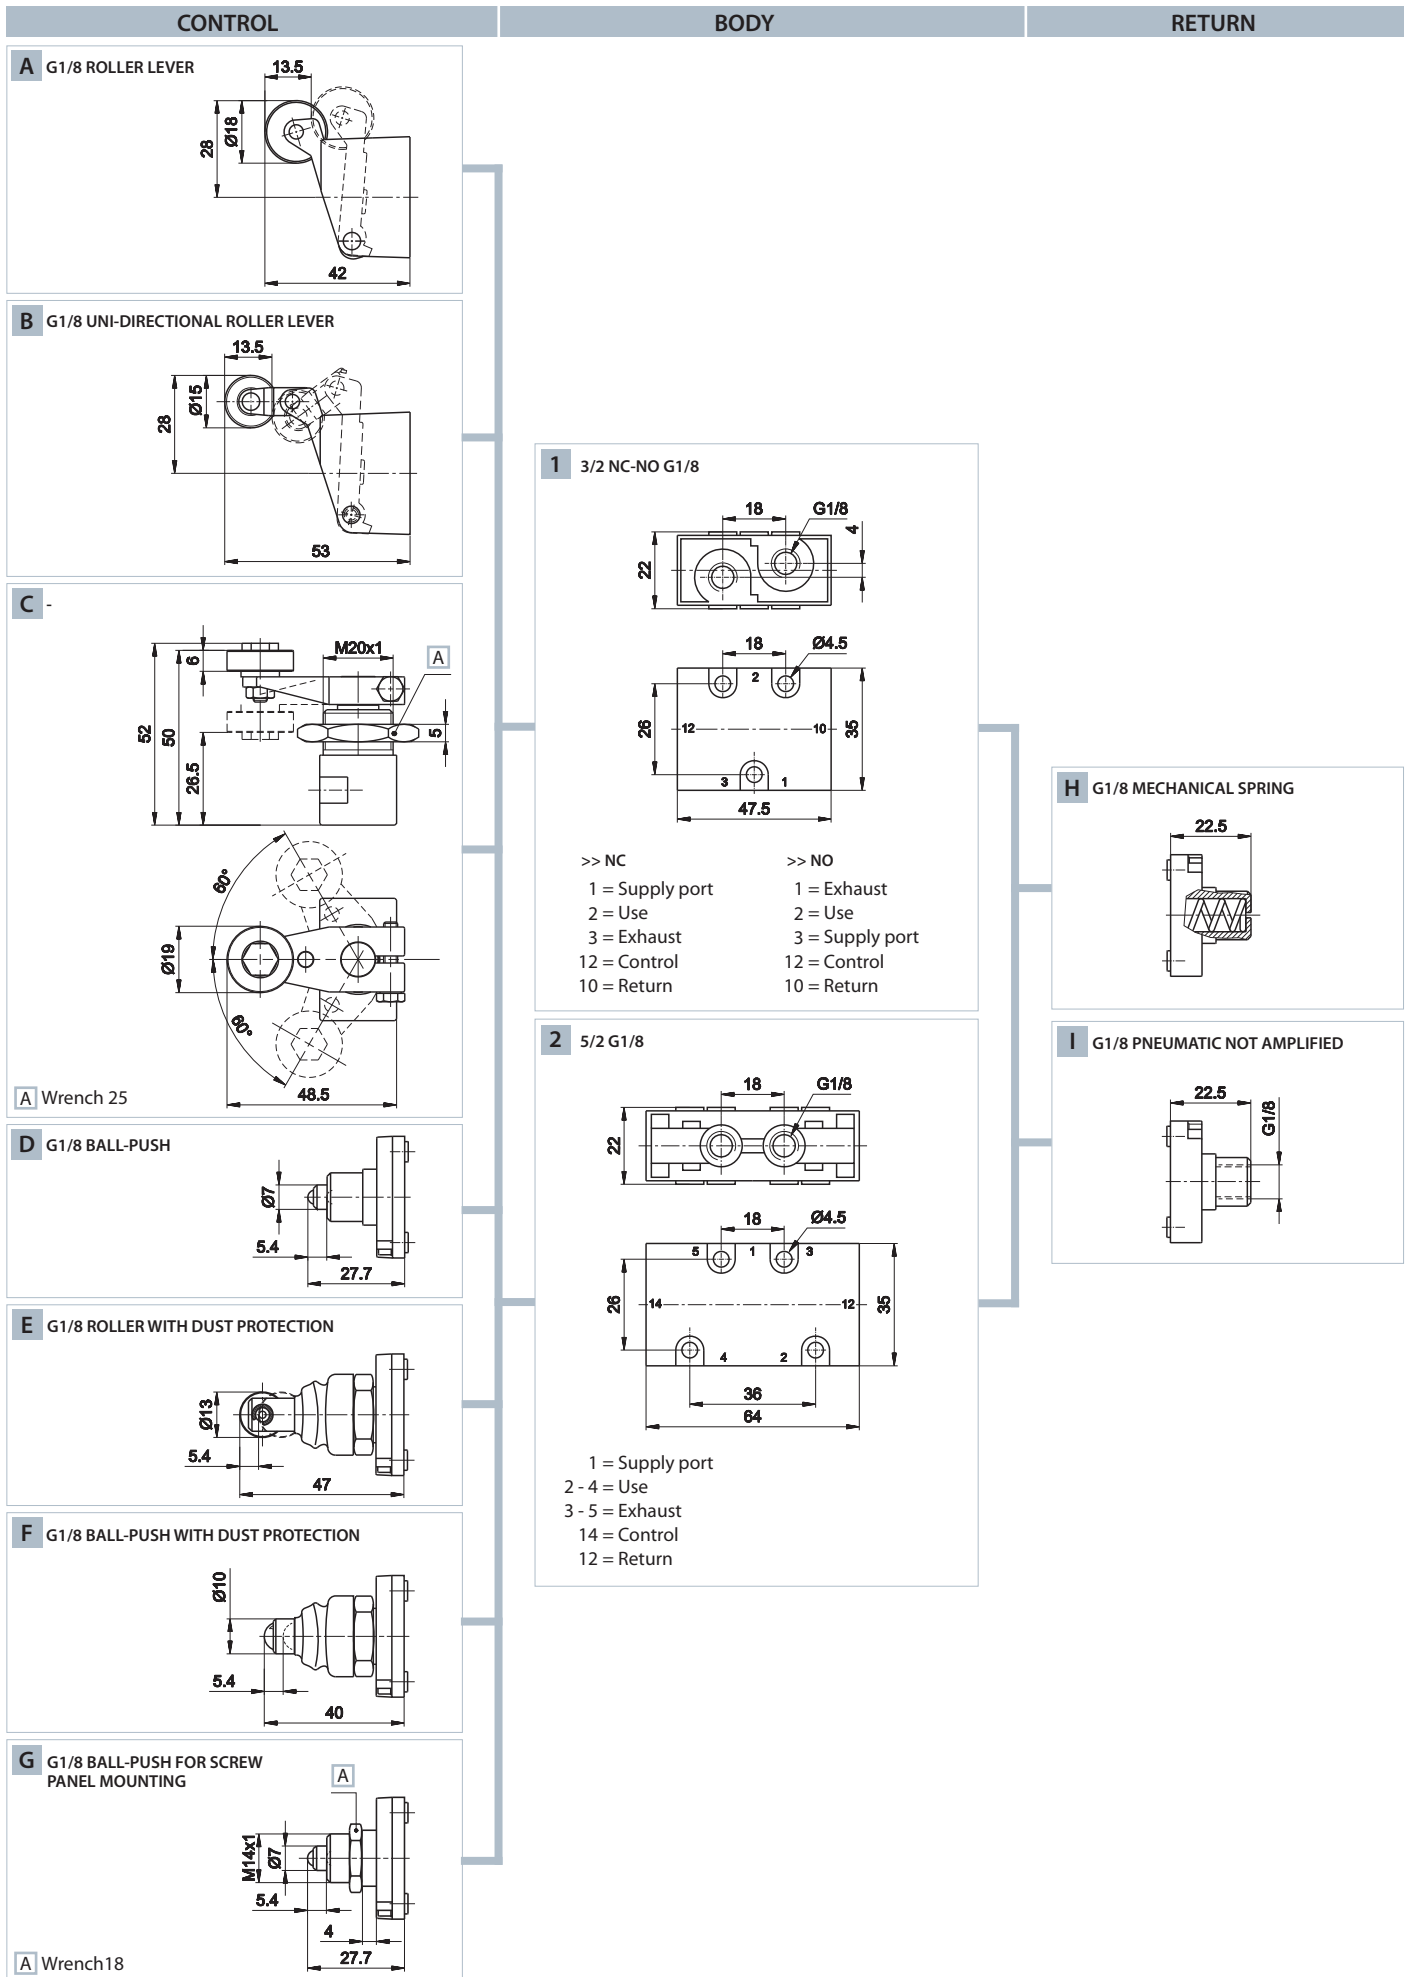 CONTROL
BODY
RETURN
A G1/8 ROLLER LEVER
13.5
28
Ø18
42
B G1/8 UNI-DIRECTIONAL ROLLER LEVER
13.5
28
Ø15
53
C -
M20x1
A
6
52
50
26.5
5
60°
Ø19
60°
48.5
A Wrench 25
D G1/8 BALL-PUSH
Ø7
5.4
27.7
E G1/8 ROLLER WITH DUST PROTECTION
Ø13
5.4
47
F G1/8 BALL-PUSH WITH DUST PROTECTION
Ø10
5.4
40
G G1/8 BALL-PUSH FOR SCREW
PANEL MOUNTING
A
M14x1
Ø7
5.4
4
27.7
A Wrench18
1 3/2 NC-NO G1/8
18
G1/8
4
22
18
Ø4.5
2
26
12
10
35
3
1
47.5
>> NC
1 = Supply port
2 = Use
3 = Exhaust
12 = Control
10 = Return
>> NO
1 = Exhaust
2 = Use
3 = Supply port
12 = Control
10 = Return
2 5/2 G1/8
18
G1/8
22
18
Ø4.5
5
1
3
26
14
12
35
4
2
36
64
1 = Supply port
2 - 4 = Use
3 - 5 = Exhaust
14 = Control
12 = Return
H G1/8 MECHANICAL SPRING
22.5
I G1/8 PNEUMATIC NOT AMPLIFIED
22.5
G1/8